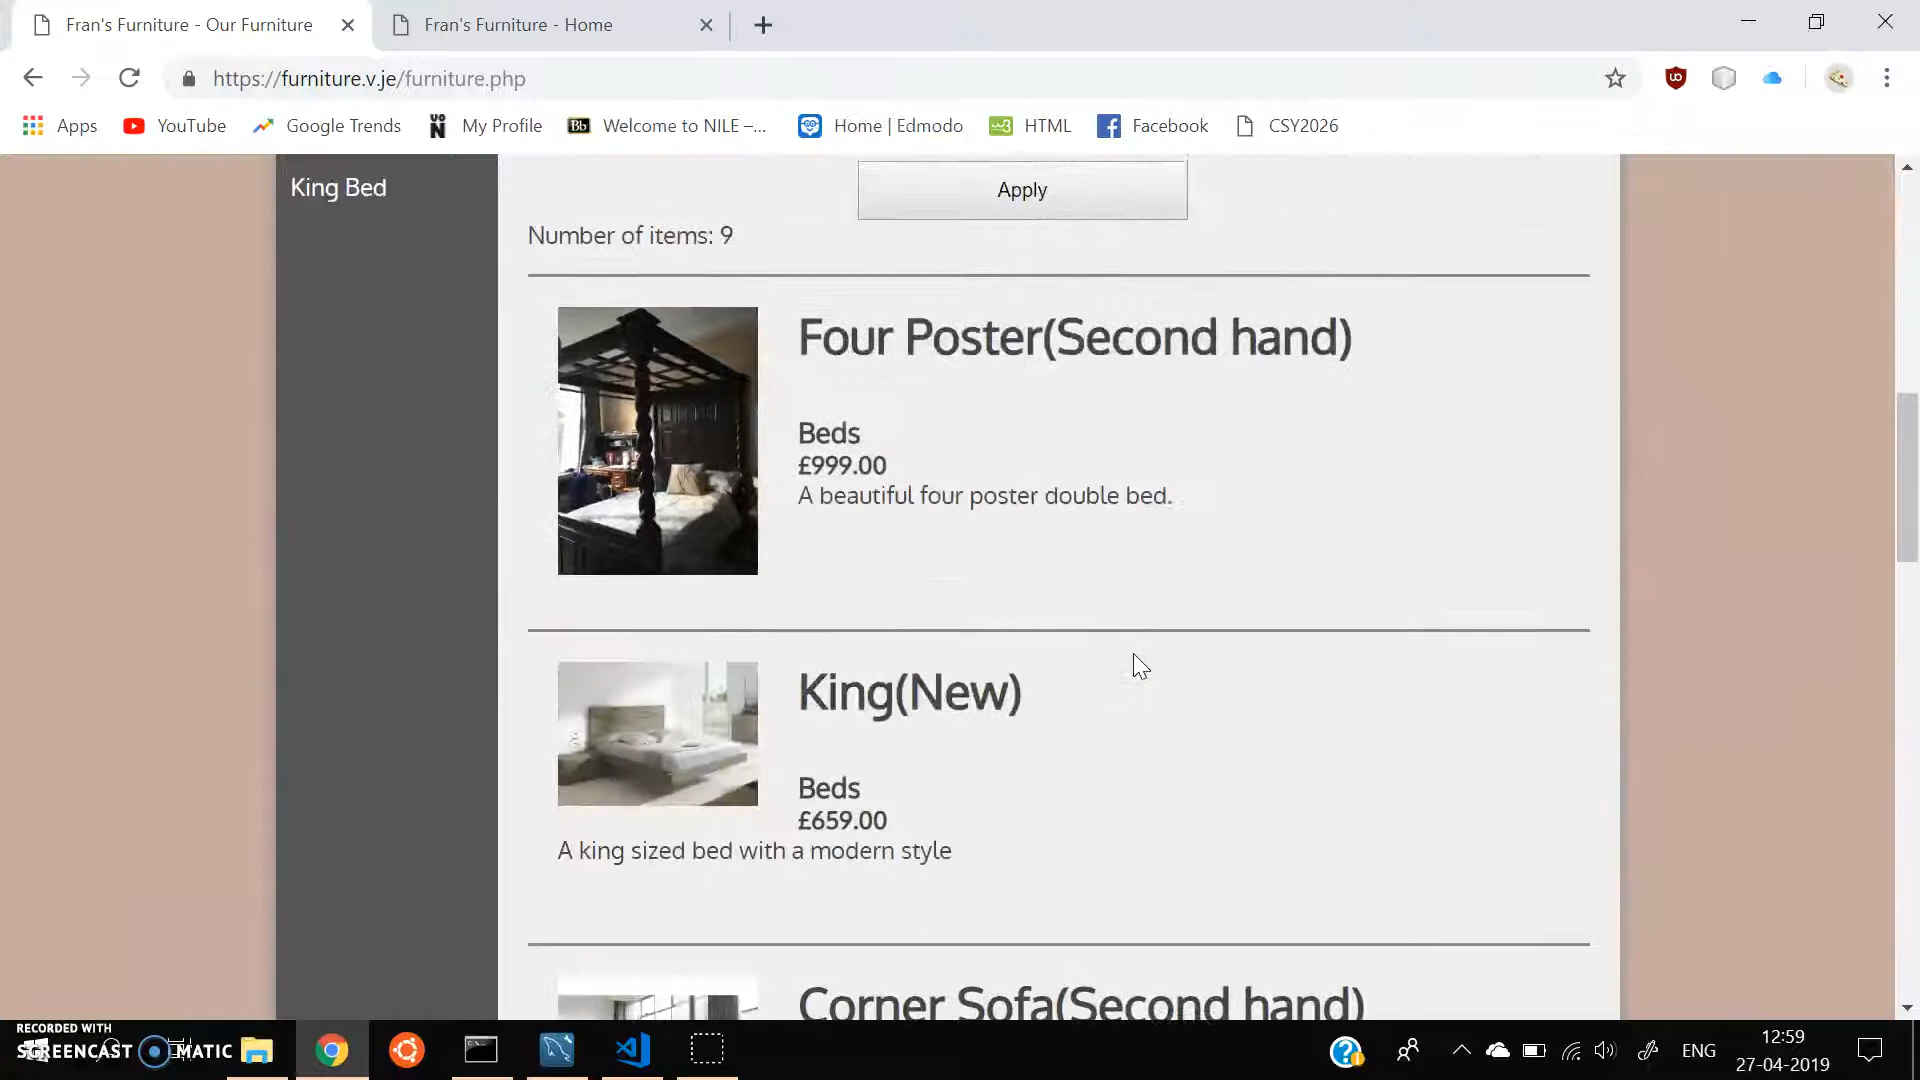 Fran's Furniture - Our Furniture
Fran's Furniture - Home
https://furniture.v.je/furniture.php
Apps
YouTube
Google Trends
UON
My Profile
Bb
Welcome to NILE –...
Home | Edmodo
w3
HTML
Facebook
CSY2026
King Bed
Apply
Number of items: 9
Four Poster(Second hand)
Beds
£999.00
A beautiful four poster double bed.
King(New)
Beds
£659.00
A king sized bed with a modern style
Corner Sofa(Second hand)
RECORDED WITH
SCREENCAST MATIC
ENG
12:59
27-04-2019